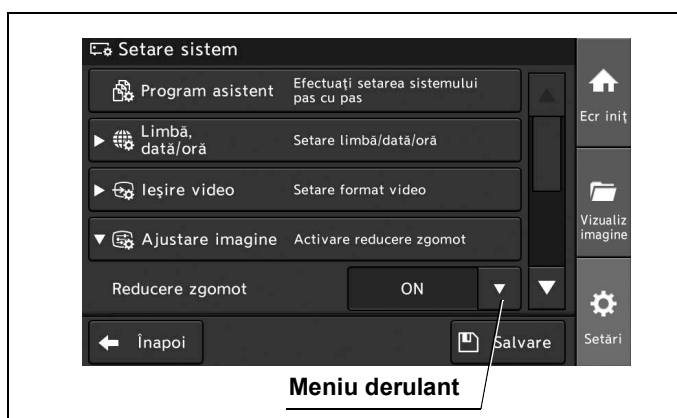 Setare sistem
Program asistent
Efectuați setarea sistemului
pas cu pas
Limbă,
dată/oră
Setare limbă/dată/oră
Ieșire video
Setare format video
Ajustare imagine
Activare reducere zgomot
Reducere zgomot
ON
Înapoi
Salvare
Ecr iniț
Vizualiz
imagine
Setări
Meniu derulant